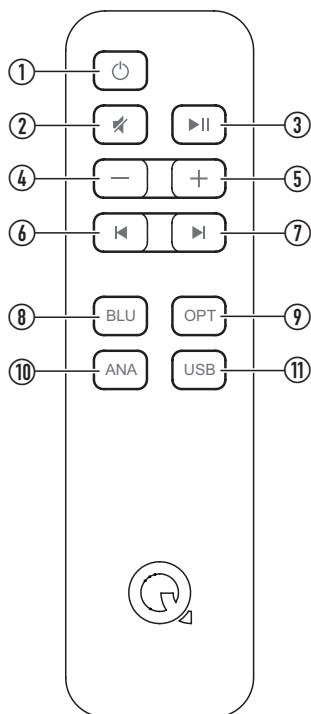 ①
② ③
④ ⑤
⑥ ⑦
⑧ BLU OPT ⑨
⑩ ANA USB ⑪